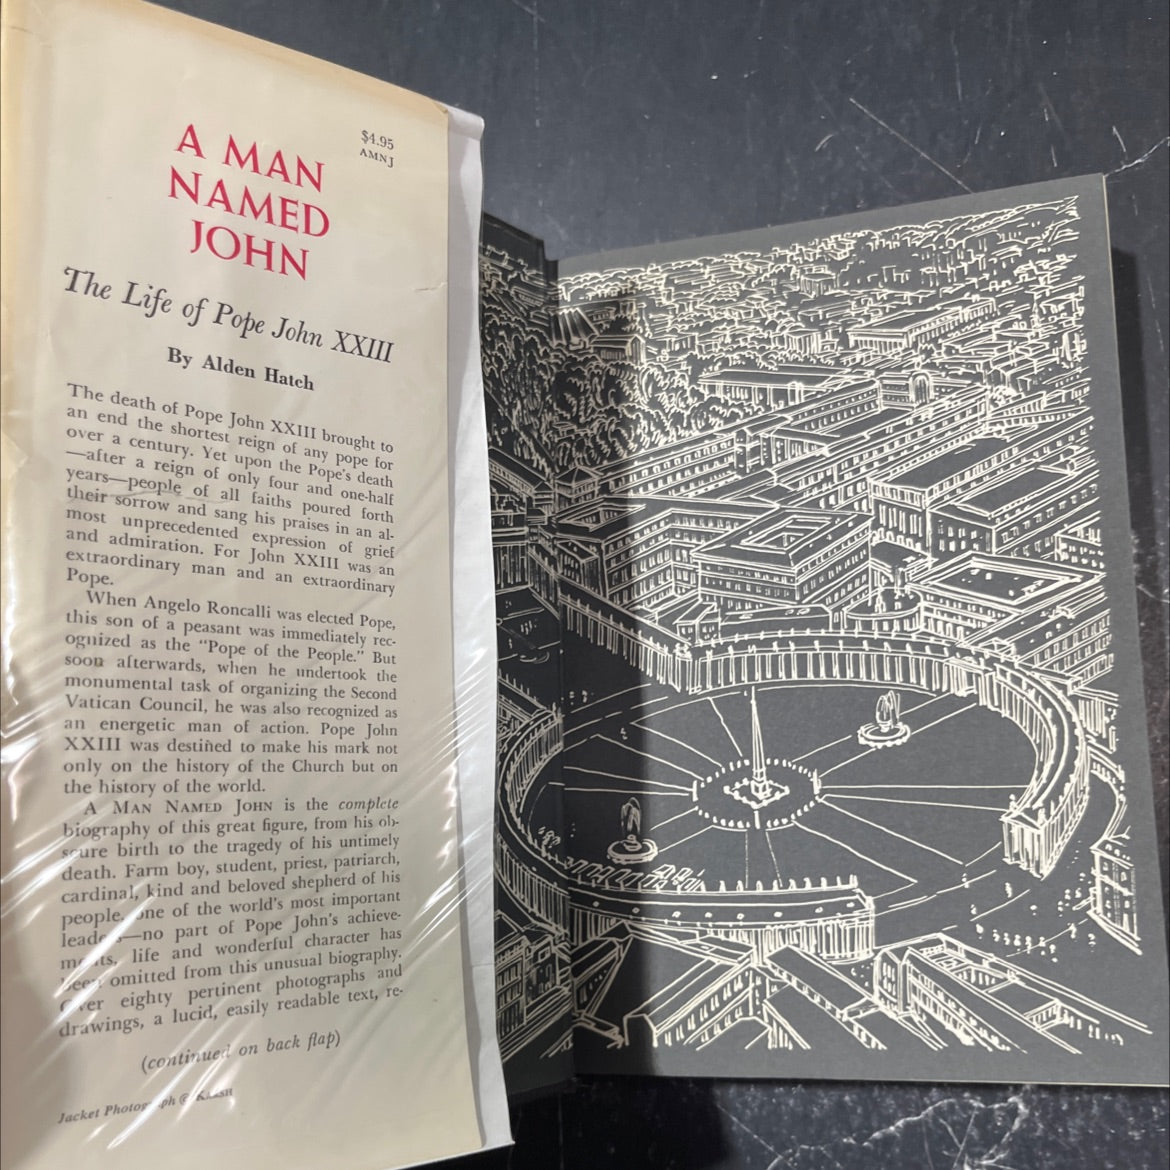 $4.95
AMNJ
A MAN
NAMED
JOHN
The Life of Pope John XXIII
By Alden Hatch
The death of Pope John XXIII brought to
an end the shortest reign of any pope for
over a century. Yet upon the Pope's death
—after a reign of only four and one-half
years—people of all faiths poured forth
their sorrow and sang his praises in an al-
most unprecedented expression of grief
and admiration. For John XXIII was an
extraordinary man and an extraordinary
Pope.
When Angelo Roncalli was elected Pope,
this son of a peasant was immediately rec-
ognized as the "Pope of the People." But
soon afterwards, when he undertook the
monumental task of organizing the Second
Vatican Council, he was also recognized as
an energetic man of action. Pope John
XXIII was destined to make his mark not
only on the history of the Church but on
the history of the world.
A MAN NAMED JOHN is the complete
biography of this great figure, from his ob-
scure birth to the tragedy of his untimely
death. Farm boy, student, priest, patriarch,
cardinal, kind and beloved shepherd of his
people, one of the world's most important
leaders—no part of Pope John's achieve-
ments, life and wonderful character has
been omitted from this unusual biography.
Over eighty pertinent photographs and
drawings, a lucid, easily readable text, re-
(continued on back flap)
Jacket Photograph © KARSH